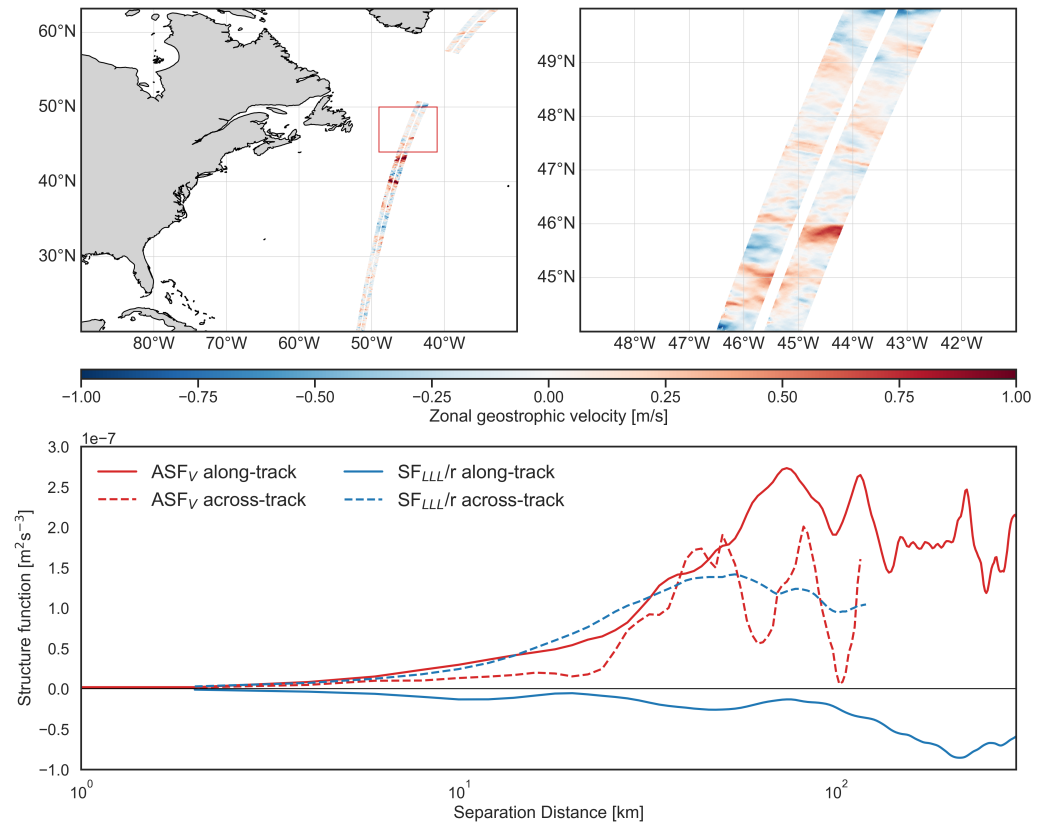 60°N
50°N
40°N
30°N
80°W 70°W 60°W 50°W 40°W
49°N
48°N
47°N
46°N
45°N
48°W 47°W 46°W 45°W 44°W 43°W 42°W
−1.00 −0.75 −0.50 −0.25 0.00 0.25 0.50 0.75 1.00
Zonal geostrophic velocity [m/s]
1e−7
ASF_V along-track
ASF_V across-track
SF_LLL/r along-track
SF_LLL/r across-track
Structure function [m²s⁻³]
3.0
2.5
2.0
1.5
1.0
0.5
0.0
−0.5
−1.0
10⁰ 10¹ 10²
Separation Distance [km]